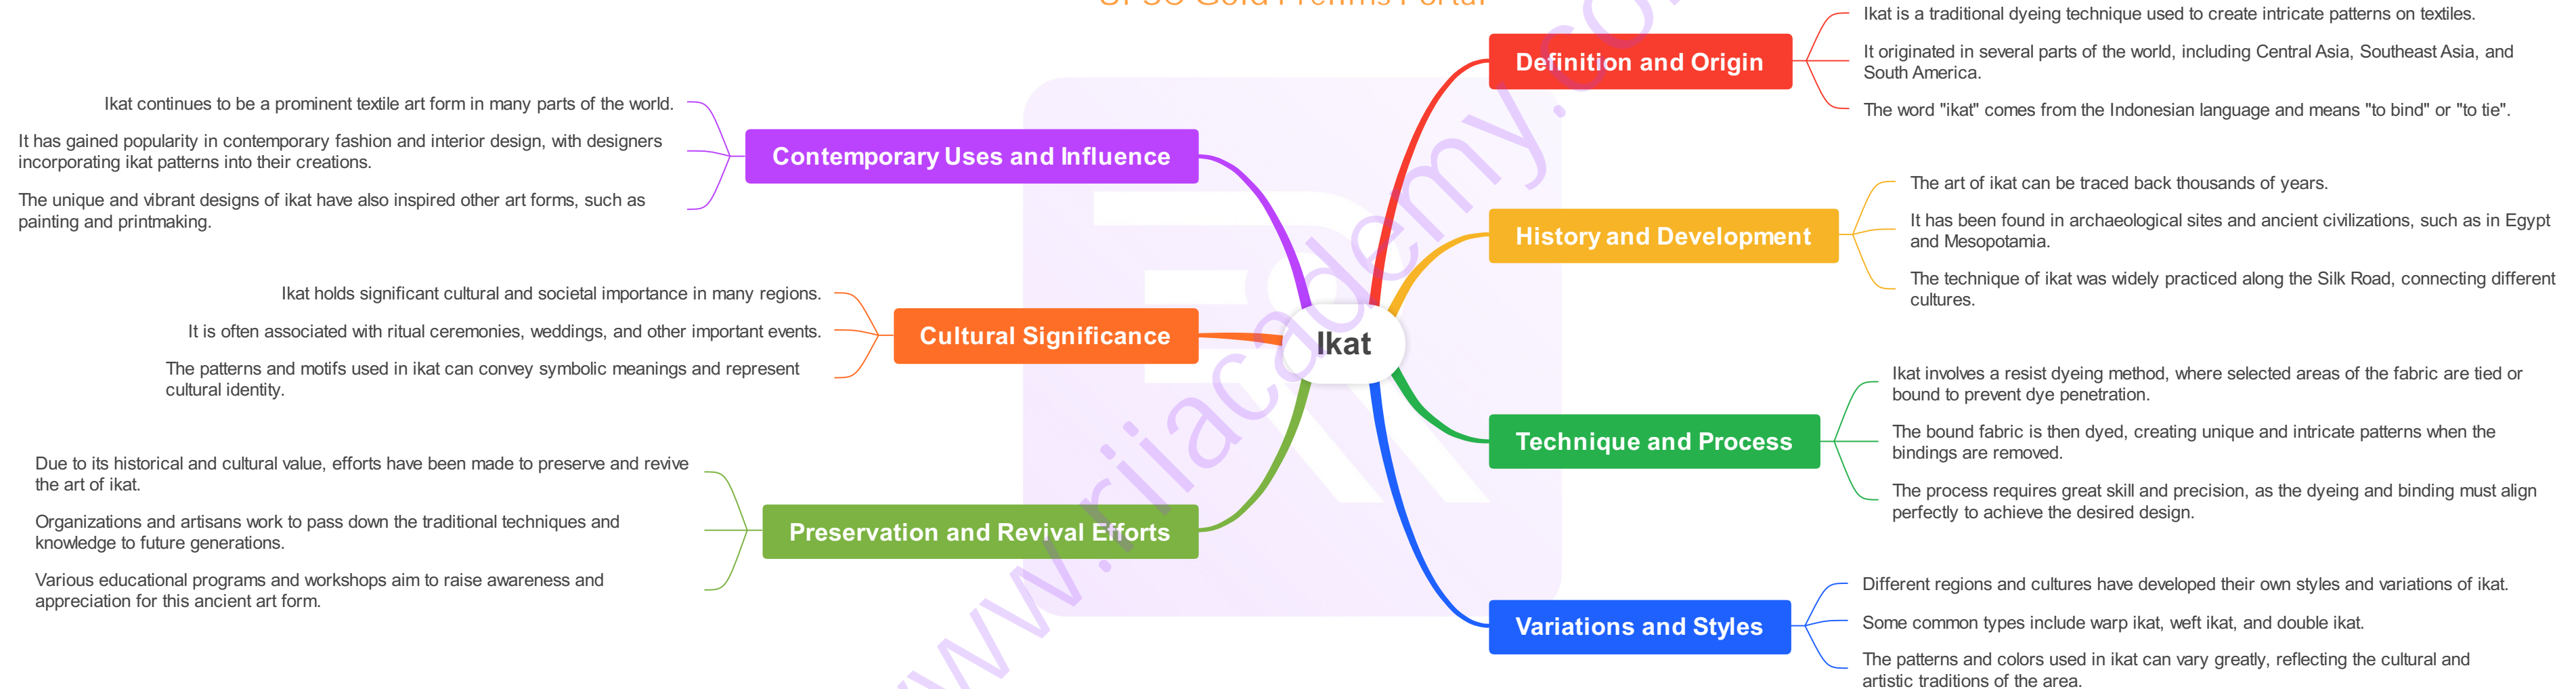 UPSC Gold Prelims Portal
Ikat
Definition and Origin
Ikat is a traditional dyeing technique used to create intricate patterns on textiles.
It originated in several parts of the world, including Central Asia, Southeast Asia, and
South America.
The word "ikat" comes from the Indonesian language and means "to bind" or "to tie".
History and Development
The art of ikat can be traced back thousands of years.
It has been found in archaeological sites and ancient civilizations, such as in Egypt
and Mesopotamia.
The technique of ikat was widely practiced along the Silk Road, connecting different
cultures.
Technique and Process
Ikat involves a resist dyeing method, where selected areas of the fabric are tied or
bound to prevent dye penetration.
The bound fabric is then dyed, creating unique and intricate patterns when the
bindings are removed.
The process requires great skill and precision, as the dyeing and binding must align
perfectly to achieve the desired design.
Variations and Styles
Different regions and cultures have developed their own styles and variations of ikat.
Some common types include warp ikat, weft ikat, and double ikat.
The patterns and colors used in ikat can vary greatly, reflecting the cultural and
artistic traditions of the area.
Contemporary Uses and Influence
Ikat continues to be a prominent textile art form in many parts of the world.
It has gained popularity in contemporary fashion and interior design, with designers
incorporating ikat patterns into their creations.
The unique and vibrant designs of ikat have also inspired other art forms, such as
painting and printmaking.
Cultural Significance
Ikat holds significant cultural and societal importance in many regions.
It is often associated with ritual ceremonies, weddings, and other important events.
The patterns and motifs used in ikat can convey symbolic meanings and represent
cultural identity.
Preservation and Revival Efforts
Due to its historical and cultural value, efforts have been made to preserve and revive
the art of ikat.
Organizations and artisans work to pass down the traditional techniques and
knowledge to future generations.
Various educational programs and workshops aim to raise awareness and
appreciation for this ancient art form.